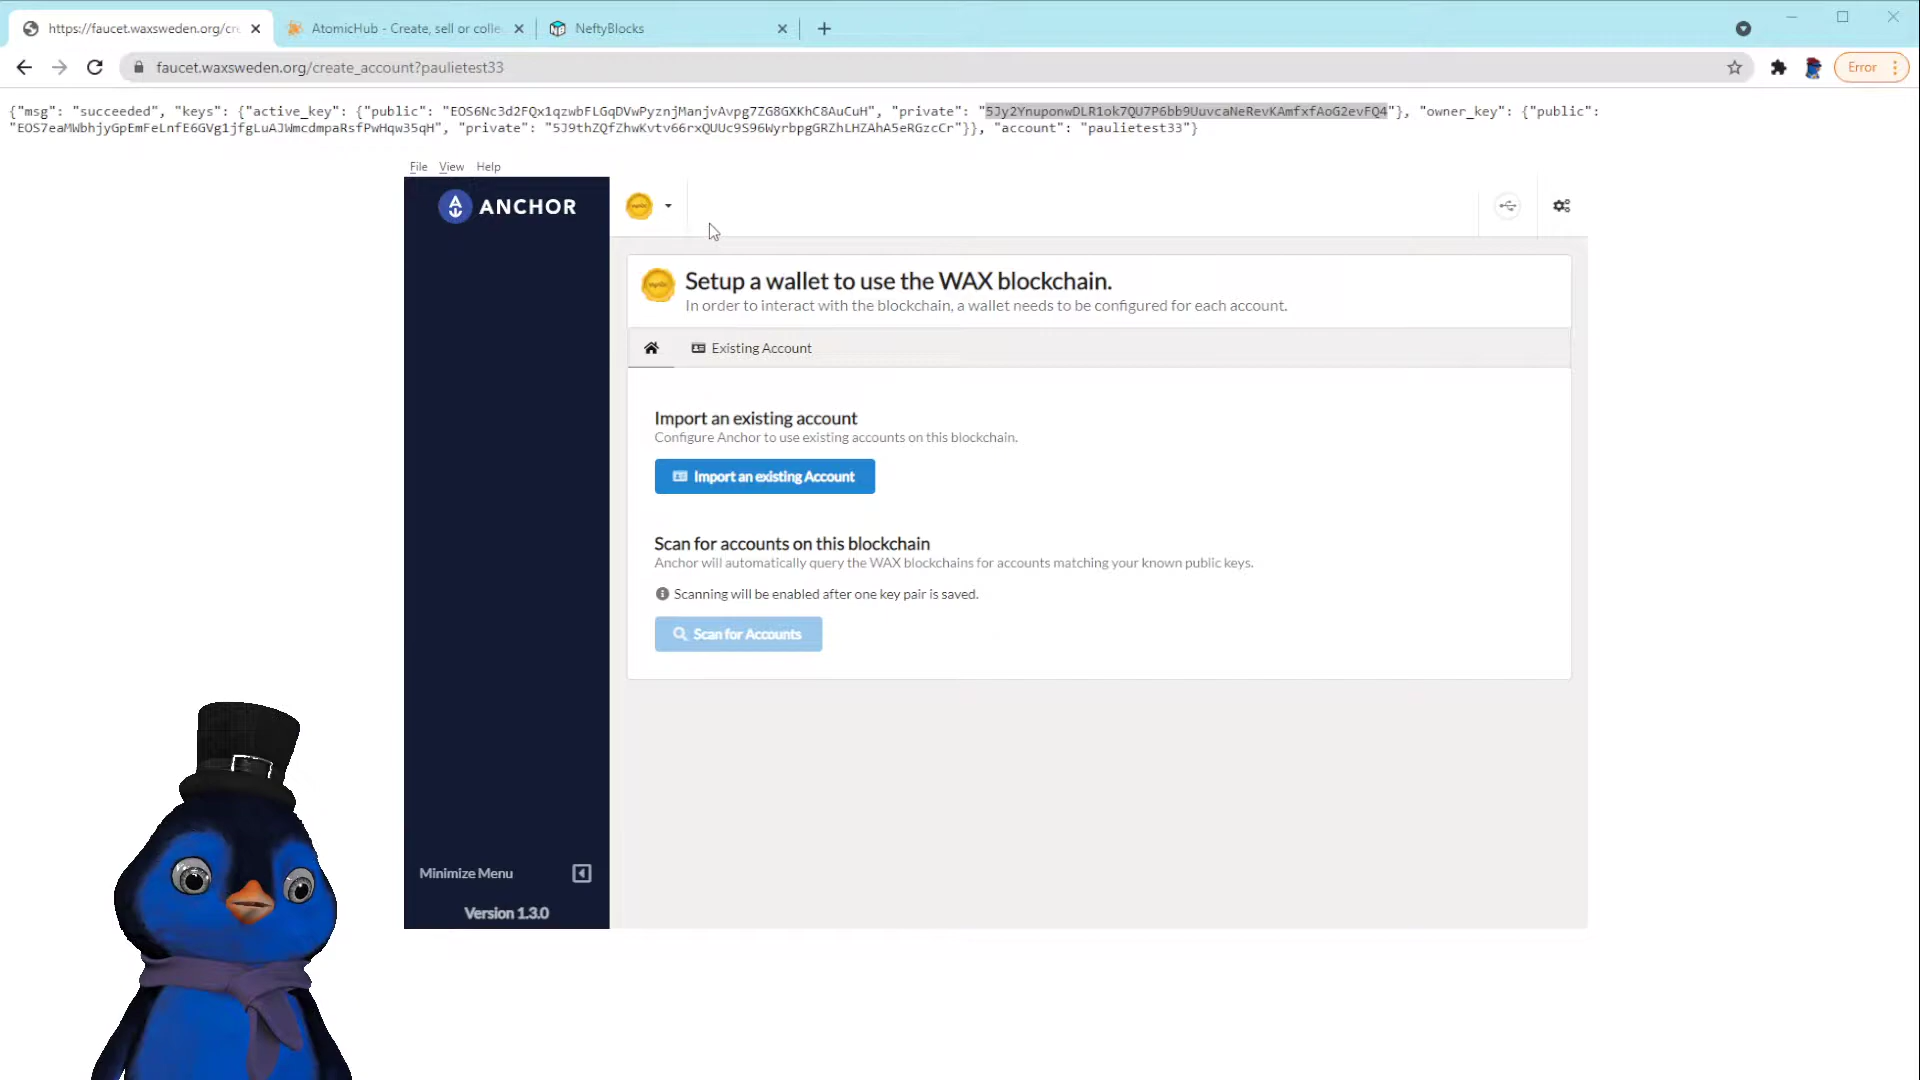 https://faucet.waxsweden.org/cre
AtomicHub - Create, sell or colle
NeftyBlocks
faucet.waxsweden.org/create_account?paulietest33
Error
{"msg": "succeeded", "keys": {"active_key": {"public": "EOS6Nc3d2FQx1qzwbFLGqDVwPyznjManjvAvpg7ZG8GXKhC8AuCuH", "private": "5Jy2YnuponwDLR1ok7QU7P6bb9UuvcaNeRevKAmfxfAoG2evFQ4"}, "owner_key": {"public":
"EOS7eaMWbhjyGpEmFeLnfE6GVg1jfgLuAJWmcdmpaRsfPwHqw35qH", "private": "5J9thZQfZhwKvtv66rxQUUc9S96WyrbpgGRZhLHZAhA5eRGzcCr"}}, "account": "paulietest33"}
File View Help
ANCHOR
Setup a wallet to use the WAX blockchain.
In order to interact with the blockchain, a wallet needs to be configured for each account.
Existing Account
Import an existing account
Configure Anchor to use existing accounts on this blockchain.
Import an existing Account
Scan for accounts on this blockchain
Anchor will automatically query the WAX blockchains for accounts matching your known public keys.
Scanning will be enabled after one key pair is saved.
Scan for Accounts
Minimize Menu
Version 1.3.0